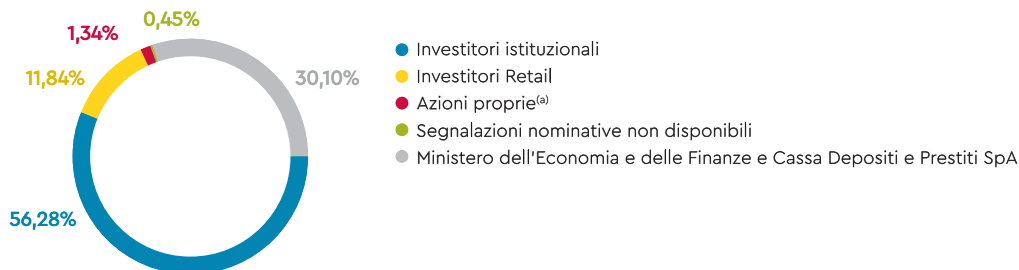 0,45%
1,34%
11,84%
30,10%
56,28%
Investitori istituzionali
Investitori Retail
Azioni proprie(a)
Segnalazioni nominative non disponibili
Ministero dell'Economia e delle Finanze e Cassa Depositi e Prestiti SpA